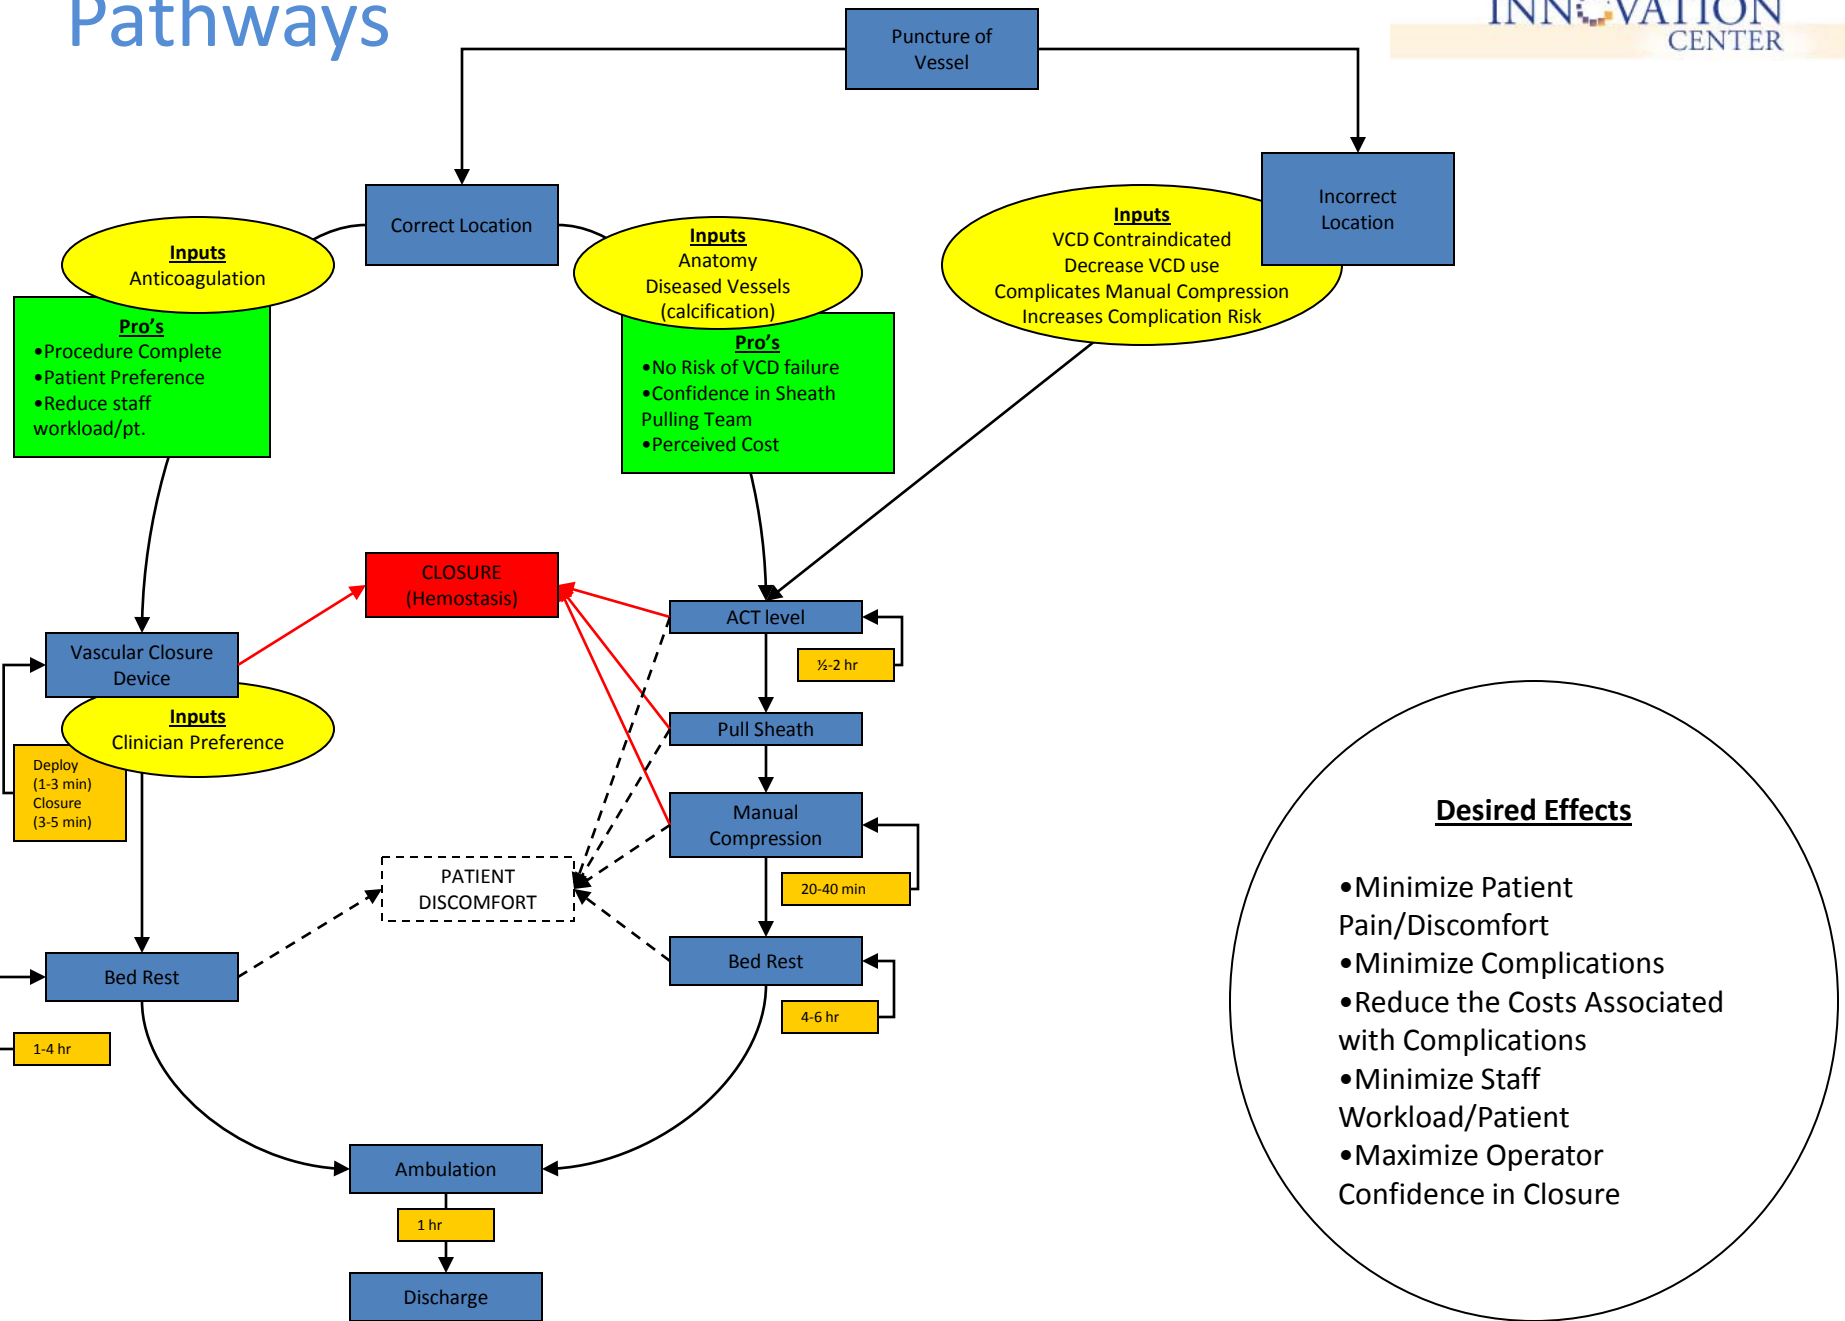 Pathways
INNOVATION
CENTER
Puncture of
Vessel
Correct Location
Incorrect
Location
Inputs
Anticoagulation
Inputs
Anatomy
Diseased Vessels
(calcification)
Inputs
VCD Contraindicated
Decrease VCD use
Complicates Manual Compression
Increases Complication Risk
Pro's
•Procedure Complete
•Patient Preference
•Reduce staff
workload/pt.
Pro's
•No Risk of VCD failure
•Confidence in Sheath
Pulling Team
•Perceived Cost
CLOSURE
(Hemostasis)
ACT level
½-2 hr
Vascular Closure
Device
Inputs
Clinician Preference
Deploy
(1-3 min)
Closure
(3-5 min)
Pull Sheath
Manual
Compression
20-40 min
PATIENT
DISCOMFORT
Bed Rest
1-4 hr
Bed Rest
4-6 hr
Ambulation
1 hr
Discharge
Desired Effects
•Minimize Patient
Pain/Discomfort
•Minimize Complications
•Reduce the Costs Associated
with Complications
•Minimize Staff
Workload/Patient
•Maximize Operator
Confidence in Closure